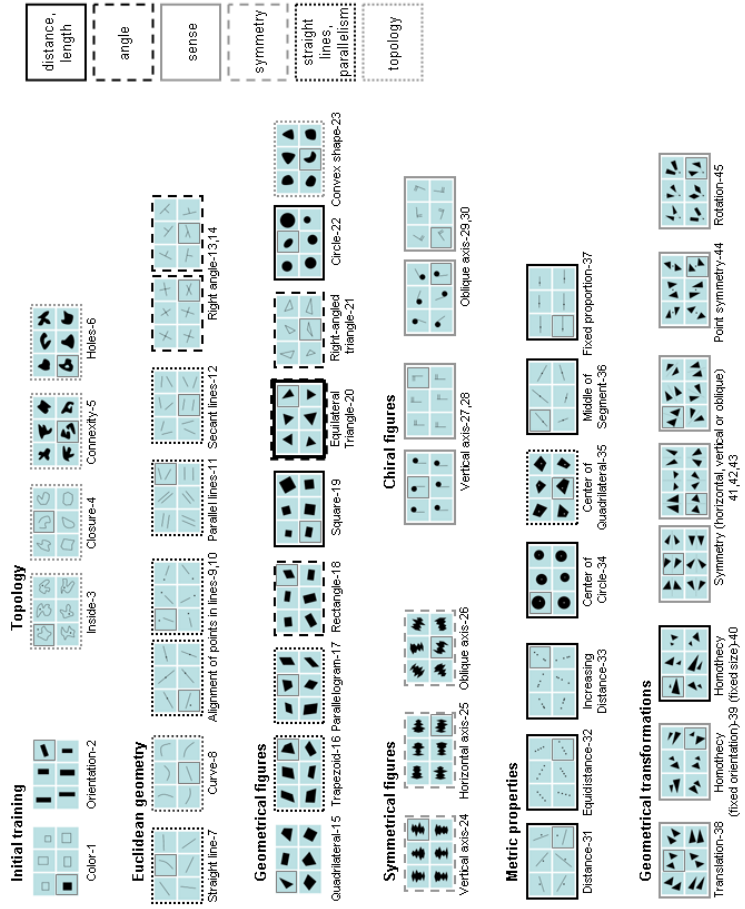 Initial training
Color-1
Orientation-2
Topology
Inside-3
Closure-4
Connexity-5
Holes-6
Euclidean geometry
Straight line-7
Curve-8
Alignment of points in lines-9,10
Parallel lines-11
Secant lines-12
Right angle-13,14
Geometrical figures
Quadrilateral-15
Trapezoid-16
Parallelogram-17
Rectangle-18
Square-19
Equilateral
Triangle-20
Right-angled
triangle-21
Circle-22
Convex shape-23
Symmetrical figures
Vertical axis-24
Horizontal axis-25
Oblique axis-26
Chiral figures
Vertical axis-27,28
Oblique axis-29,30
Metric properties
Distance-31
Equidistance-32
Increasing
Distance-33
Center of
Circle-34
Center of
Quadrilateral-35
Middle of
Segment-36
Fixed proportion-37
Geometrical transformations
Translation-38
Homothecy
(fixed orientation)-39
Homothecy
(fixed size)-40
Symmetry (horizontal, vertical or oblique)
41,42,43
Point symmetry-44
Rotation-45
distance,
length
angle
sense
symmetry
straight
lines,
parallelism
topology